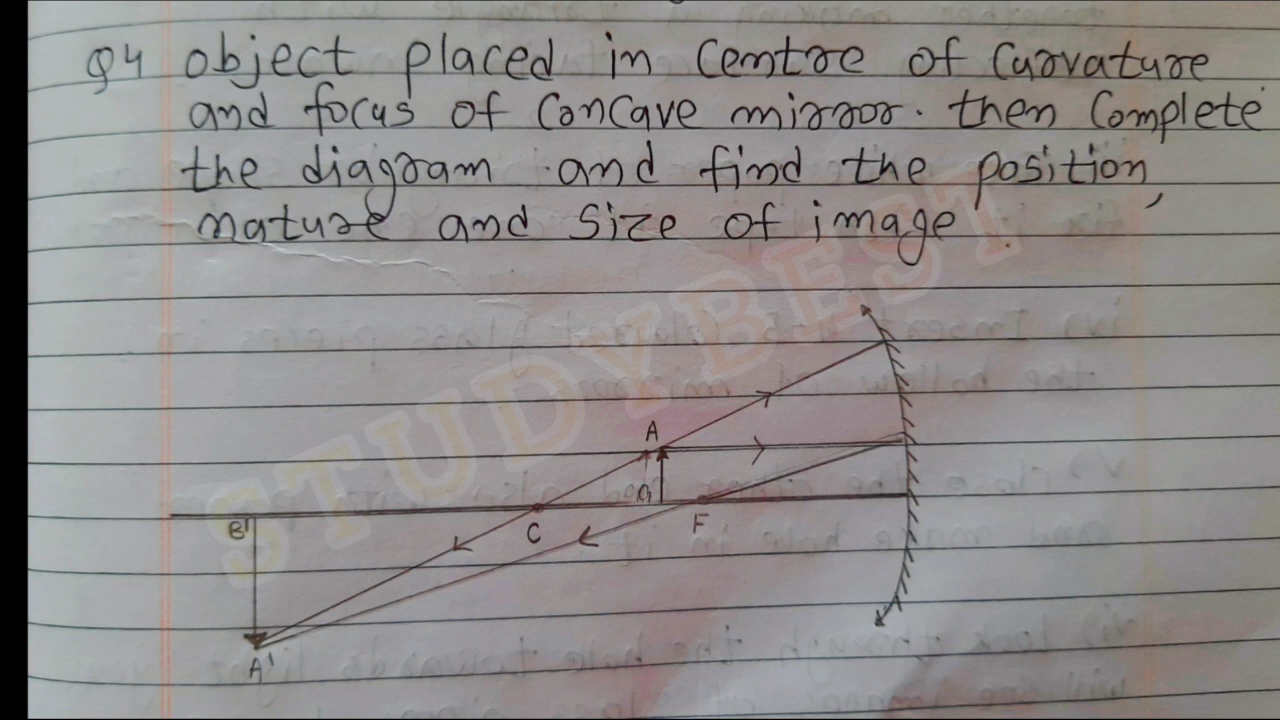 Q4 object placed in Centre of Curvature
and focus of Concave mirror. then Complete
the diagram and find the position,
nature and Size of image.
STUDYBEST
A
B'
C
F
A'